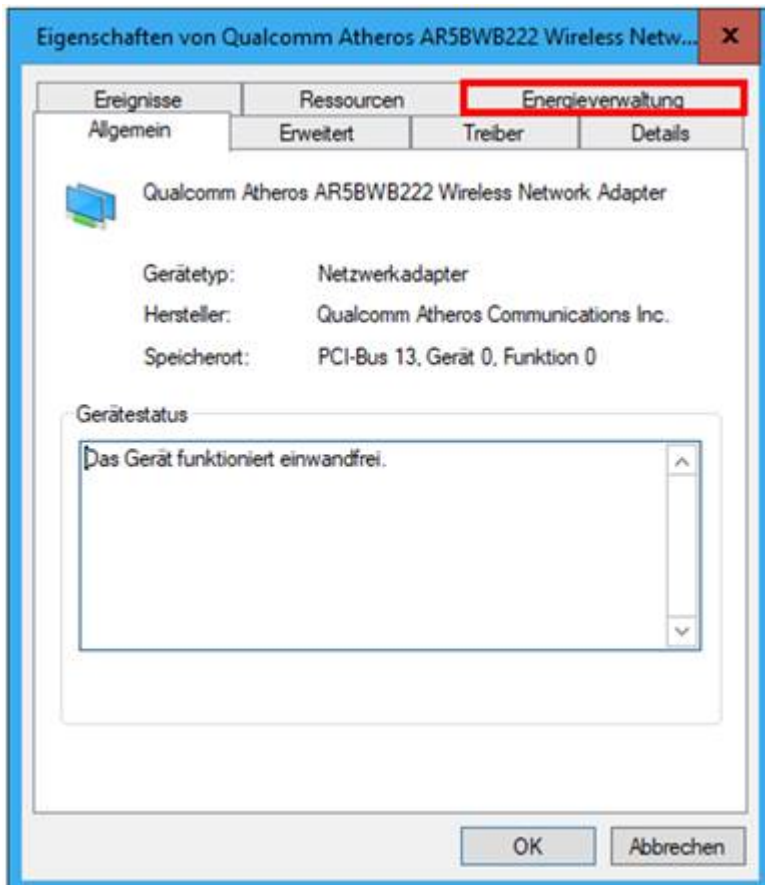 Eigenschaften von Qualcomm Atheros AR5BWB222 Wireless Netw...
x
Ereignisse Ressourcen Energieverwaltung
Allgemein Erweitert Treiber Details
Qualcomm Atheros AR5BWB222 Wireless Network Adapter
Gerätetyp: Netzwerkadapter
Hersteller: Qualcomm Atheros Communications Inc.
Speicherort: PCI-Bus 13, Gerät 0, Funktion 0
Gerätestatus
Das Gerät funktioniert einwandfrei.
OK Abbrechen